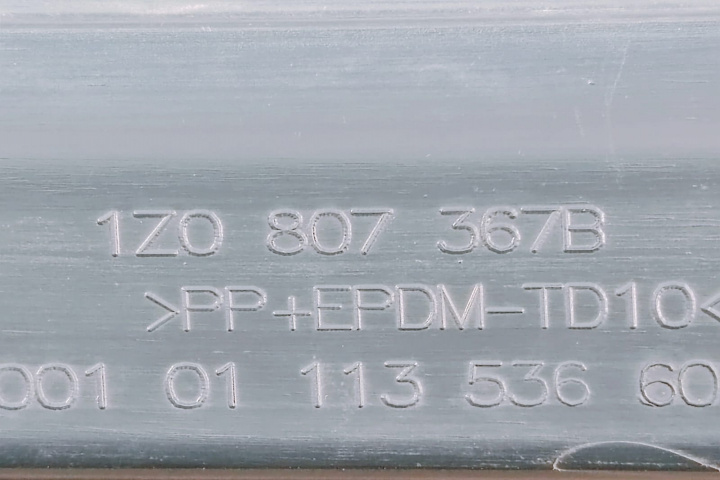 1Z0 807 367B
>PP+EPDM-TD10<
001 01 113 536 60